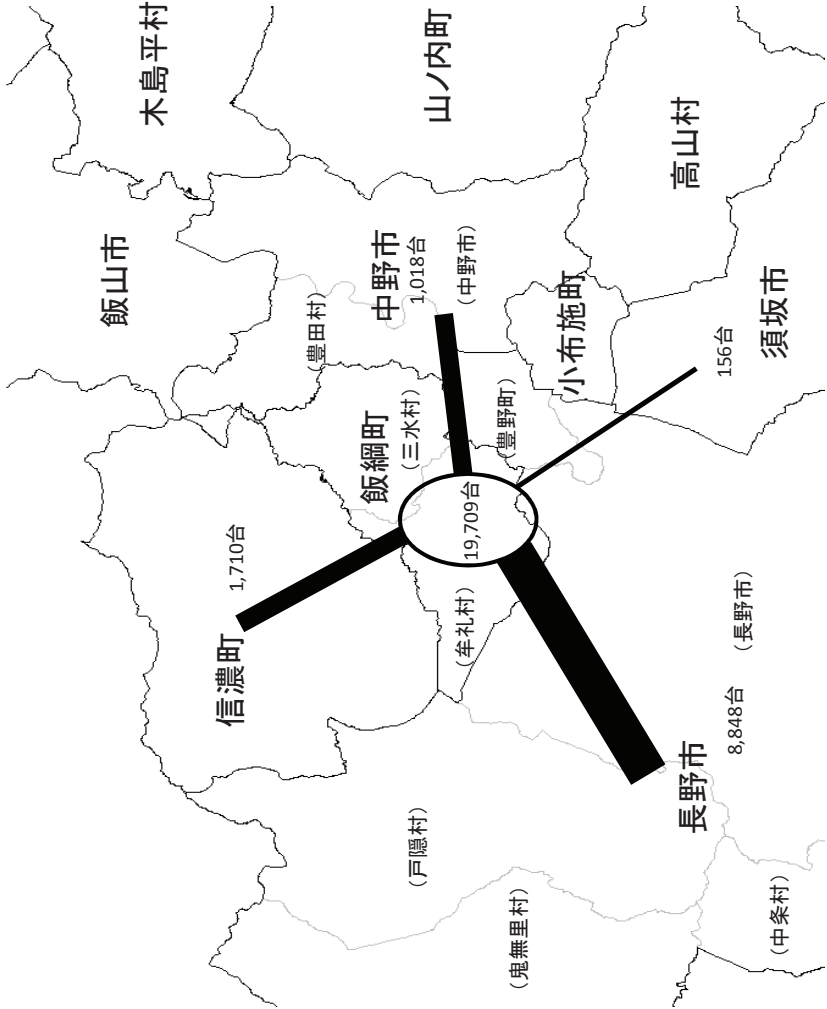 木島平村
飯山市
山ノ内町
中野市
1,018台
(中野市)
(豊田村)
高山村
小布施町
須坂市
156台
飯綱町
(三水村)
(豊野町)
19,709台
1,710台
信濃町
(牟礼村)
(長野市)
8,848台
長野市
(戸隠村)
(鬼無里村)
(中条村)